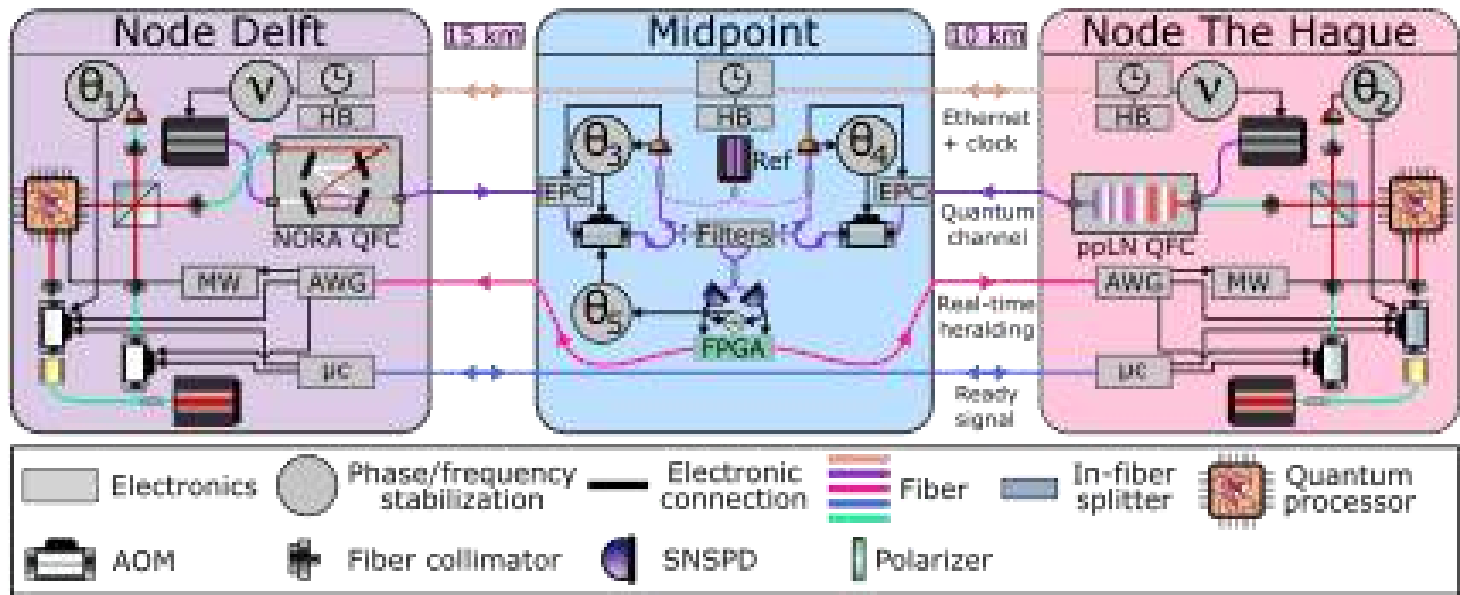 Node Delft
15 km
Midpoint
10 km
Node The Hague
θ1
ν
HB
NORA QFC
MW
AWG
μc
HB
θ3
Ref
θ4
EPC
EPC
Filters
θ5
FPGA
Ethernet
+ clock
Quantum
channel
Real-time
heralding
Ready
signal
HB
ν
θ2
ppLN QFC
AWG
MW
μc
Electronics
Phase/frequency
stabilization
Electronic
connection
Fiber
In-fiber
splitter
Quantum
processor
AOM
Fiber collimator
SNSPD
Polarizer